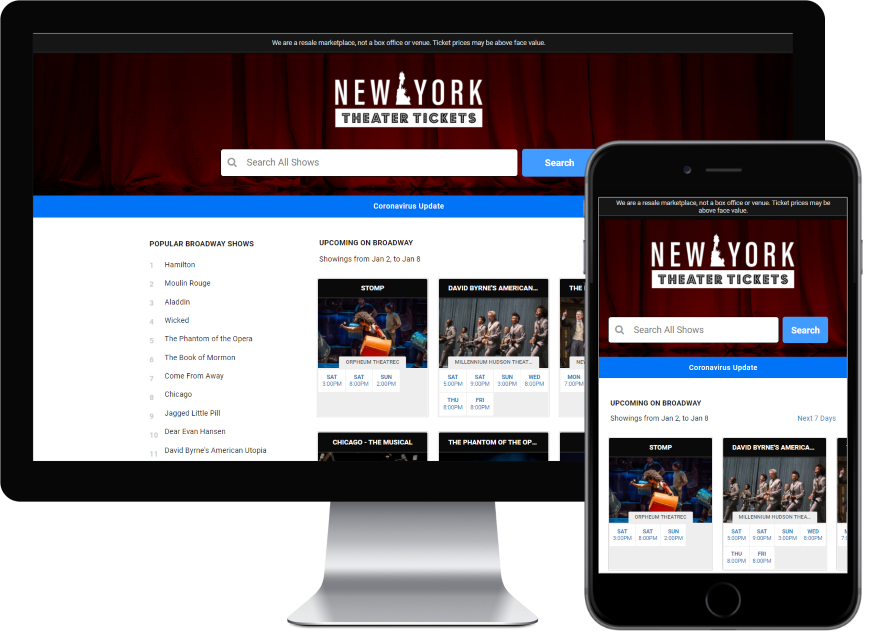 We are a resale marketplace, not a box office or venue. Ticket prices may be above face value.
NEW YORK
THEATER TICKETS
Search All Shows
Search
Coronavirus Update
POPULAR BROADWAY SHOWS
1 Hamilton
2 Moulin Rouge
3 Aladdin
4 Wicked
5 The Phantom of the Opera
6 The Book of Mormon
7 Come From Away
8 Chicago
9 Jagged Little Pill
10 Dear Evan Hansen
11 David Byrne's American Utopia
UPCOMING ON BROADWAY
Showings from Jan 2, to Jan 8
STOMP
ORPHEUM THEATREC
SAT SAT SUN
3:00PM 8:00PM 2:00PM
DAVID BYRNE'S AMERICAN...
MILLENNIUM HUDSON THEAT...
SAT SAT SUN WED
5:00PM 9:00PM 3:00PM 8:00PM
THU FRI
8:00PM 8:00PM
THE
NEW
MON
7:00PM
CHICAGO - THE MUSICAL
THE PHANTOM OF THE OP...
We are a resale marketplace, not a box office or venue. Ticket prices may be
above face value.
NEW YORK
THEATER TICKETS
Search All Shows
Search
Coronavirus Update
UPCOMING ON BROADWAY
Showings from Jan 2, to Jan 8
Next 7 Days
STOMP
ORPHEUM THEATREC
SAT SAT SUN
3:00PM 8:00PM 2:00PM
DAVID BYRNE'S AMERICA...
MILLENNIUM HUDSON THEA...
SAT SAT SUN WED
5:00PM 9:00PM 3:00PM 8:00PM
THU FRI
8:00PM 8:00PM